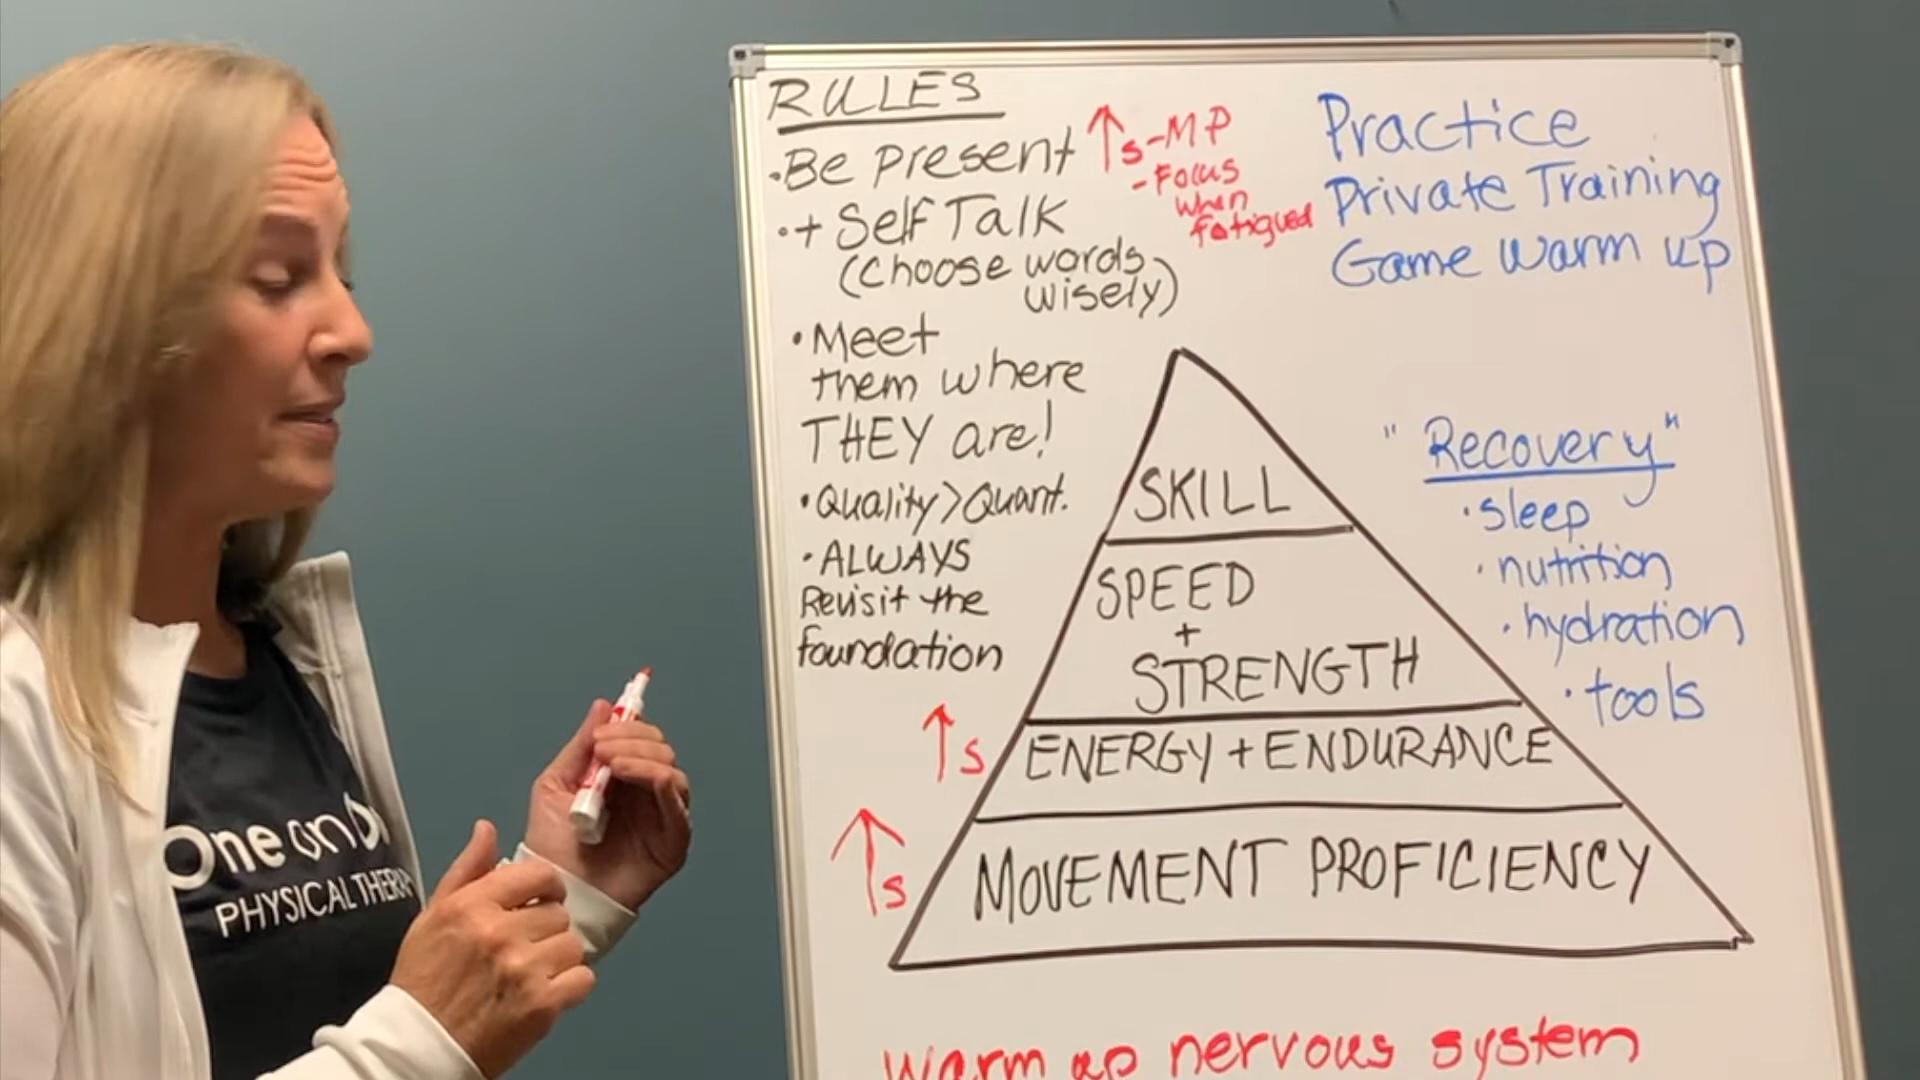 RULES
• Be present
• + Self Talk
(Choose words
wisely)
• Meet
them where
THEY are!
• Quality > Quant.
• ALWAYS
Revisit the
foundation
↑s - MP
- Focus
when
fatigued
Practice
Private Training
Game warm up
"Recovery"
• sleep
• nutrition
• hydration
• tools
SKILL
SPEED
+
STRENGTH
↑s
ENERGY + ENDURANCE
↑s
MOVEMENT PROFICIENCY
warm up nervous system
One on
PHYSICAL THERAPY